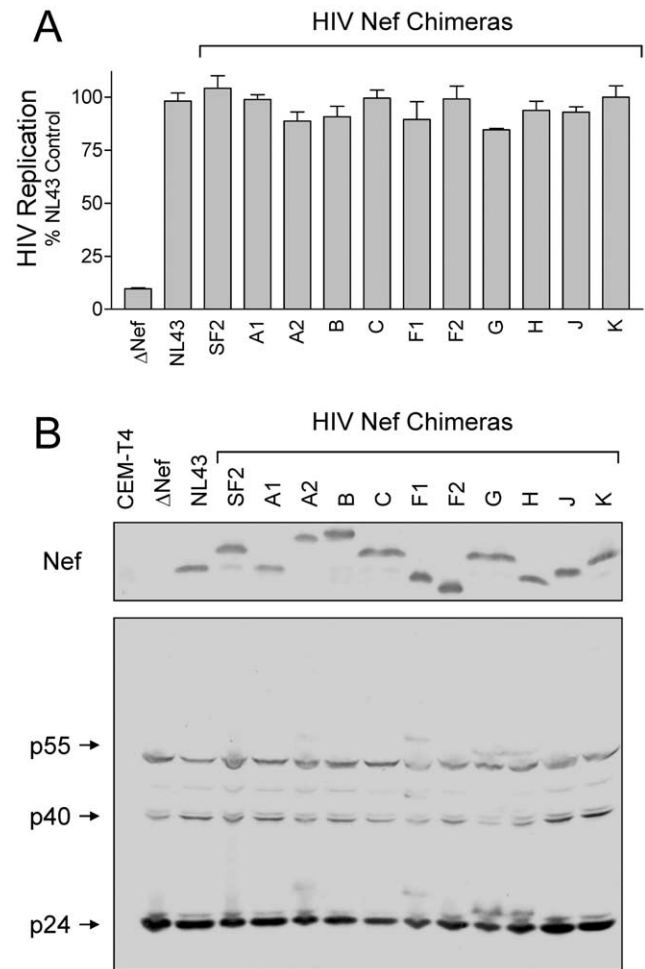 A
HIV Nef Chimeras
HIV Replication
% NL43 Control
100
75
50
25
0
ΔNef
NL43
SF2
A1
A2
B
C
F1
F2
G
H
J
K
B
HIV Nef Chimeras
CEM-T4
ΔNef
NL43
SF2
A1
A2
B
C
F1
F2
G
H
J
K
Nef
p55 →
p40 →
p24 →